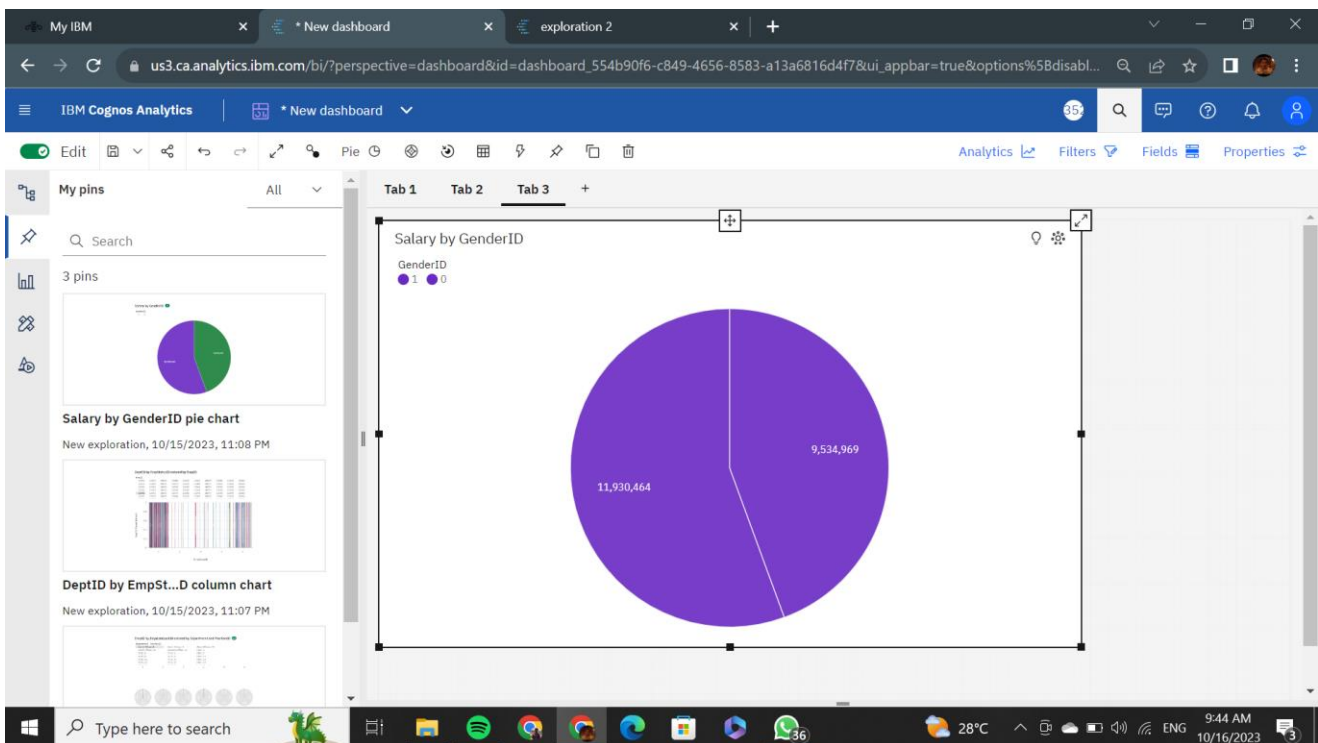 My IBM
* New dashboard
exploration 2
us3.ca.analytics.ibm.com/bi/?perspective=dashboard&id=dashboard_554b90f6-c849-4656-8583-a13a6816d4f7&ui_appbar=true&options%5Bdisabl...
IBM Cognos Analytics
* New dashboard
Edit
Pie
Analytics
Filters
Fields
Properties
My pins
All
Tab 1
Tab 2
Tab 3
Search
3 pins
Salary by GenderID pie chart
New exploration, 10/15/2023, 11:08 PM
DeptID by EmpSt...D column chart
New exploration, 10/15/2023, 11:07 PM
Salary by GenderID
GenderID
1 0
9,534,969
11,930,464
Type here to search
36
28°C
ENG
9:44 AM
10/16/2023
3